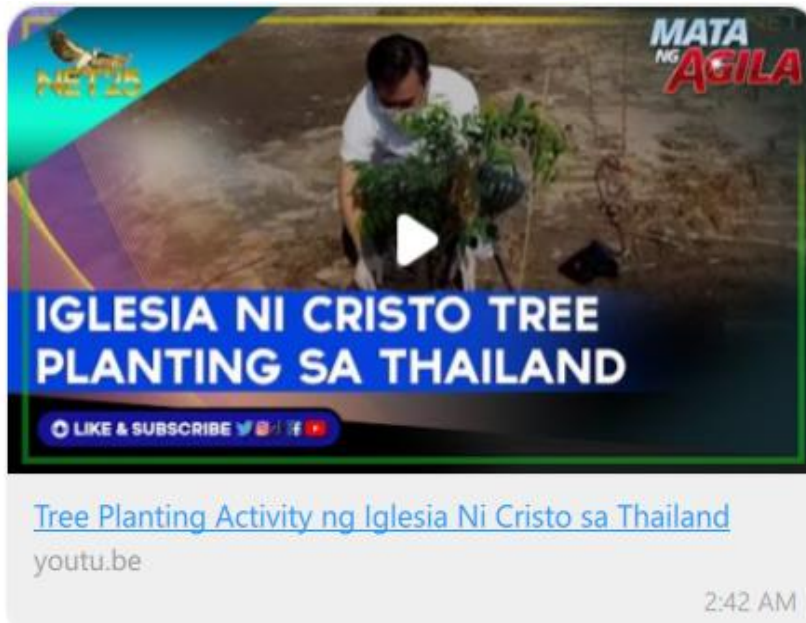 NET25
MATA
NG
AGILA
IGLESIA NI CRISTO TREE
PLANTING SA THAILAND
LIKE & SUBSCRIBE
Tree Planting Activity ng Iglesia Ni Cristo sa Thailand
youtu.be
2:42 AM